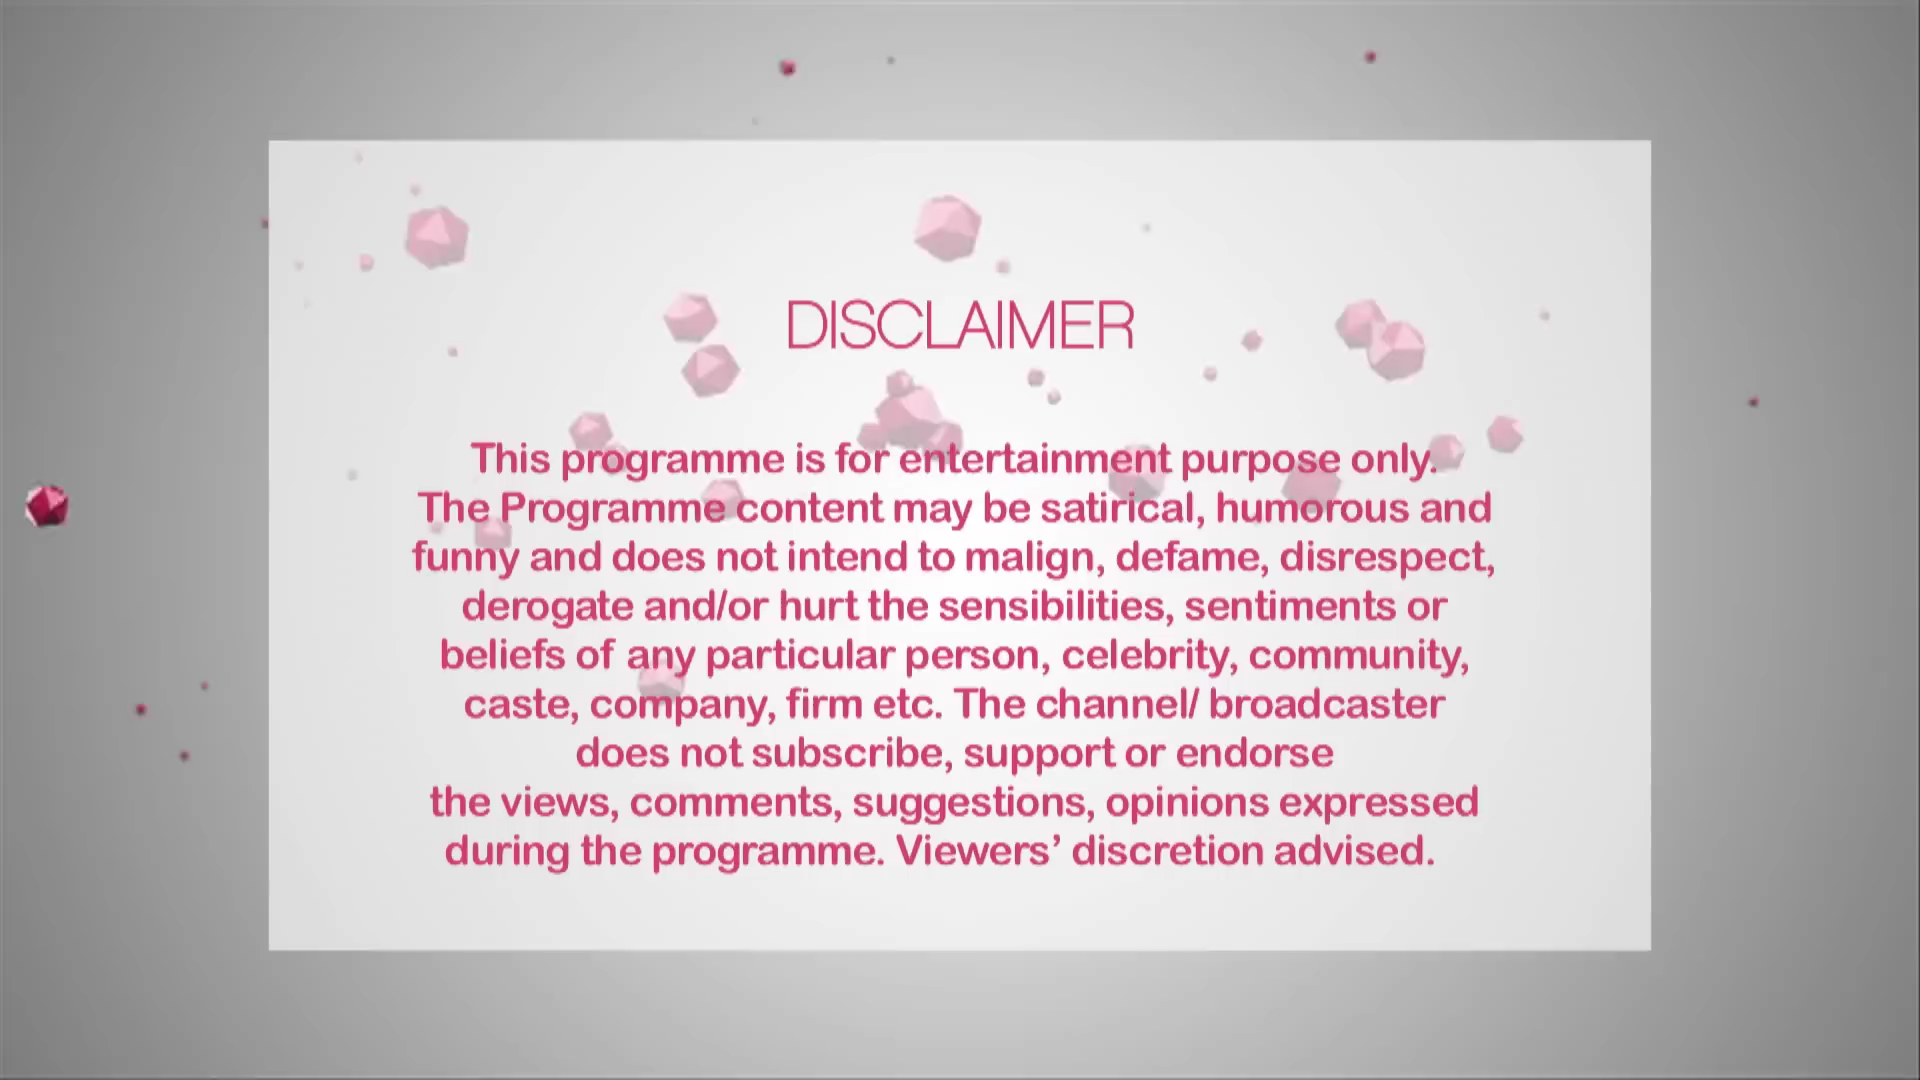 DISCLAIMER
This programme is for entertainment purpose only.
The Programme content may be satirical, humorous and
funny and does not intend to malign, defame, disrespect,
derogate and/or hurt the sensibilities, sentiments or
beliefs of any particular person, celebrity, community,
caste, company, firm etc. The channel/ broadcaster
does not subscribe, support or endorse
the views, comments, suggestions, opinions expressed
during the programme. Viewers’ discretion advised.